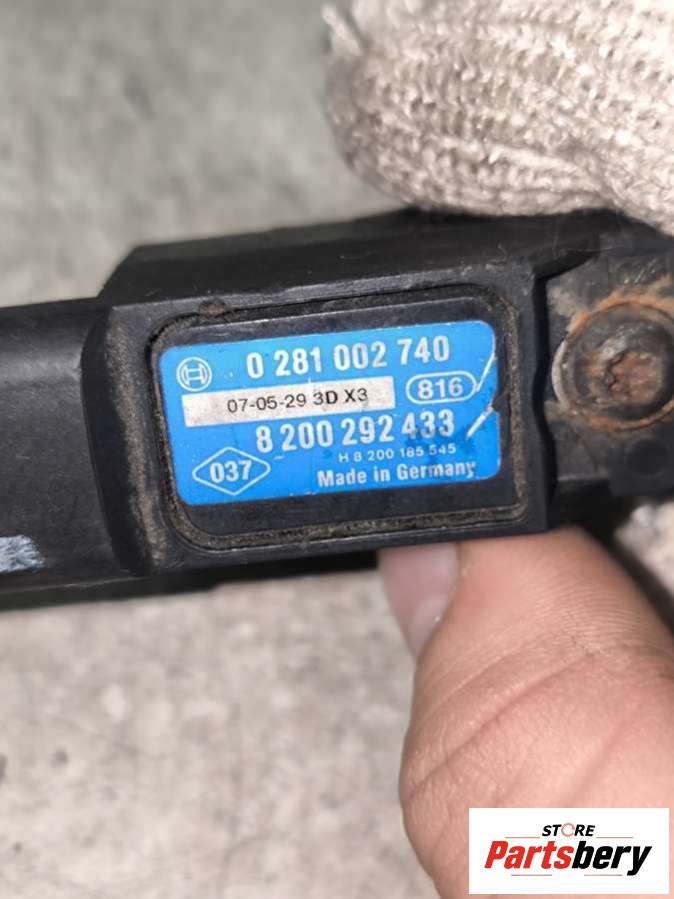 0 281 002 740
07-05-29 3D X3
816
8 200 292 433
H 8 200 185 545
037
Made in Germany
STORE
Partsbery